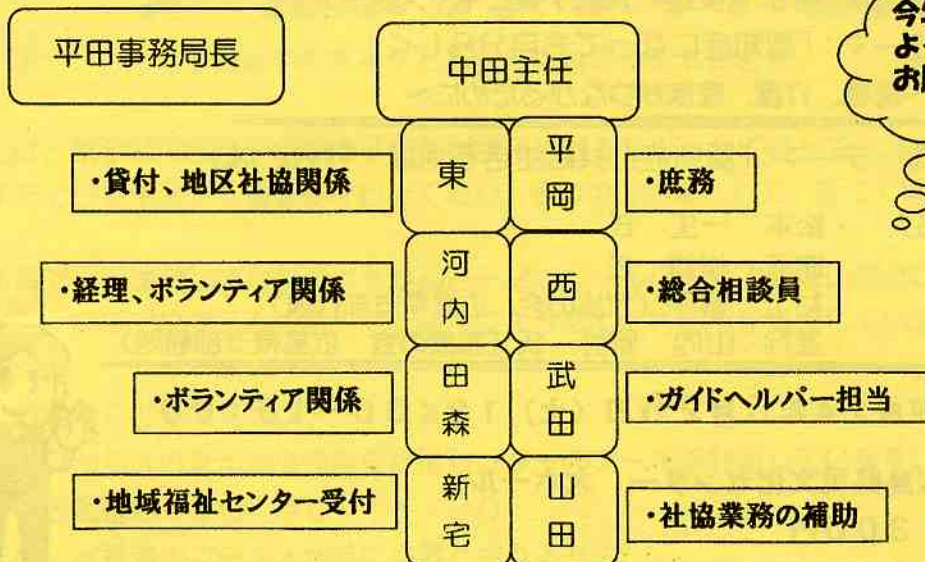 平田事務局長
中田主任
・貸付、地区社協関係
東
平岡
・庶務
・経理、ボランティア関係
河内
西
・総合相談員
・ボランティア関係
田森
武田
・ガイドヘルパー担当
・地域福祉センター受付
新宅
山田
・社協業務の補助